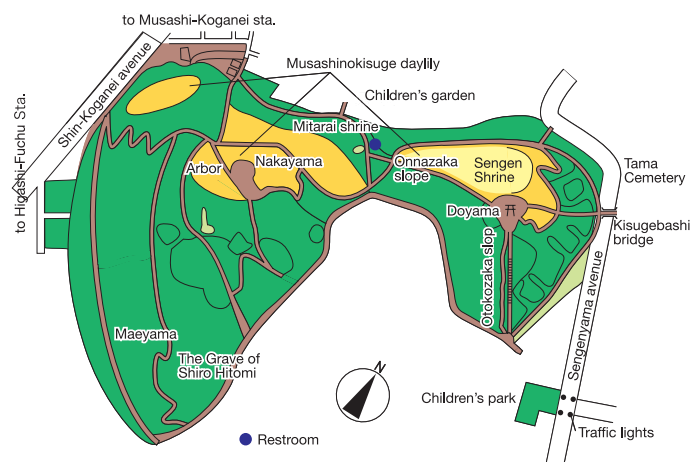 to Musashi-Koganei sta.
Shin-Koganei avenue
to Higashi-Fuchu Sta.
Musashinokisuge daylily
Children's garden
Mitarai shrine
Arbor
Nakayama
Onnazaka
slope
Sengen
Shrine
Tama
Cemetery
Doyama
Kisugebashi
bridge
Otokozaka slop
Sengenyama avenue
Maeyama
The Grave of
Shiro Hitomi
N
Children's park
Traffic lights
Restroom